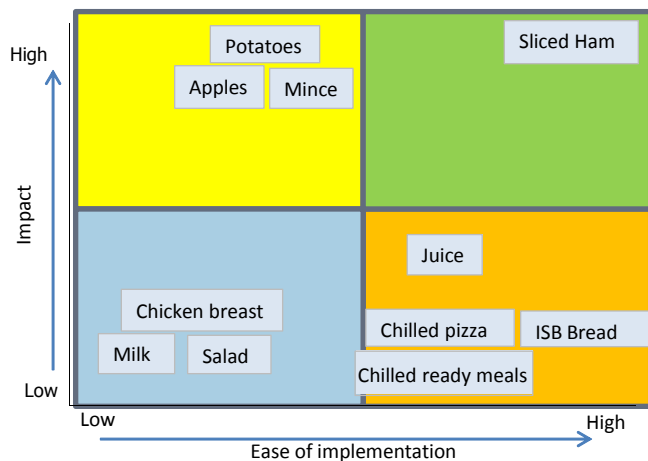 High
Potatoes
Sliced Ham
Apples
Mince
Impact
Juice
Chicken breast
Chilled pizza
ISB Bread
Milk
Salad
Chilled ready meals
Low
Low
High
Ease of implementation